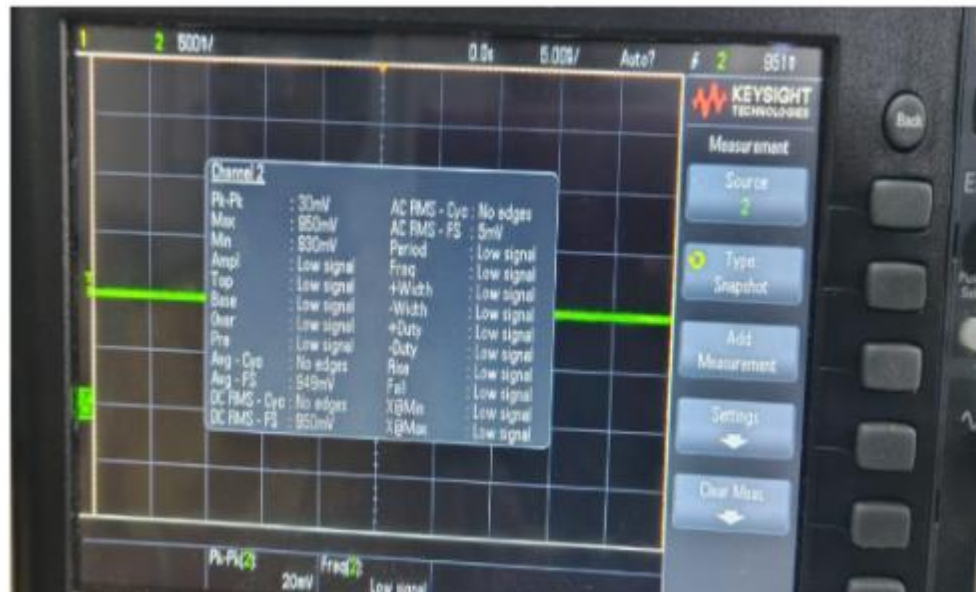 1 2 500↑/ 0.0s 5.00ms/ Auto? 2
KEYSIGHT
TECHNOLOGIES
Back
Measurement
Source
2
Type
Snapshot
Add
Measurement
Settings
Clear Meas
Channel 2
Pk-Pk : 30mV
Max : 950mV
Min : 930mV
Ampl : Low signal
Top : Low signal
Base : Low signal
Over : Low signal
Pre : Low signal
Avg - Cyc : No edges
Avg - FS : 949mV
DC RMS - Cyc : No edges
DC RMS - FS : 950mV
AC RMS - Cyc : No edges
AC RMS - FS : 5mV
Period : Low signal
Freq : Low signal
+Width : Low signal
-Width : Low signal
+Duty : Low signal
-Duty : Low signal
Rise : Low signal
Fall : Low signal
X@Min : Low signal
X@Max : Low signal
Pk-Pk(2): Freq(2):
20mV Low signal